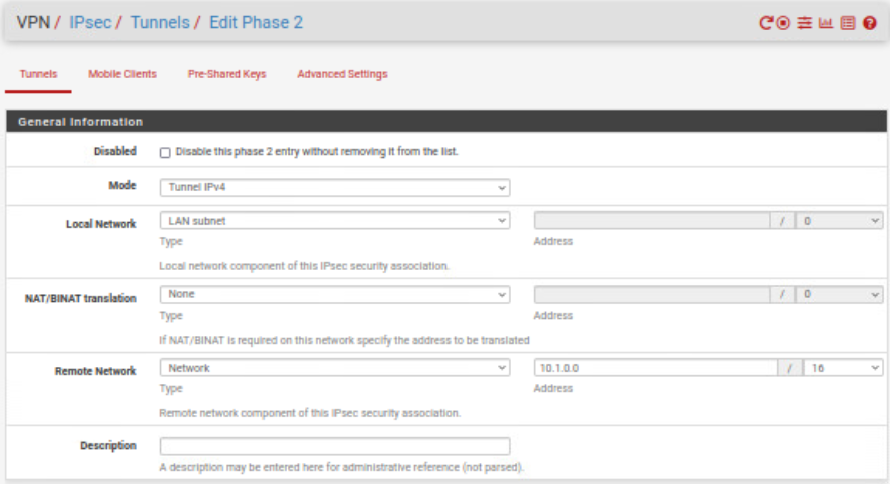 VPN / IPsec / Tunnels / Edit Phase 2
Tunnels Mobile Clients Pre-Shared Keys Advanced Settings
General Information
Disabled Disable this phase 2 entry without removing it from the list.
Mode Tunnel IPv4
Local Network LAN subnet / 0
Type Address
Local network component of this IPsec security association.
NAT/BINAT translation None / 0
Type Address
If NAT/BINAT is required on this network specify the address to be translated
Remote Network Network 10.1.0.0 / 16
Type Address
Remote network component of this IPsec security association.
Description
A description may be entered here for administrative reference (not parsed).